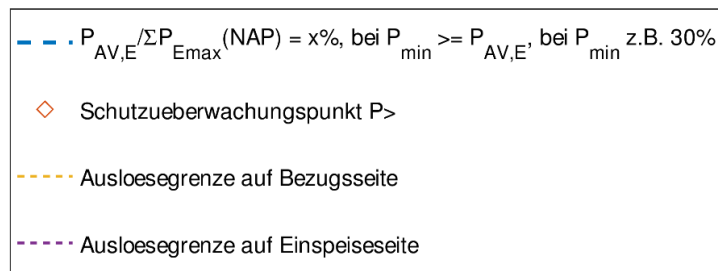 P_AV,E/ΣP_Emax(NAP) = x%, bei P_min >= P_AV,E, bei P_min z.B. 30%
Schutzueberwachungspunkt P>
Ausloesegrenze auf Bezugsseite
Ausloesegrenze auf Einspeiseseite